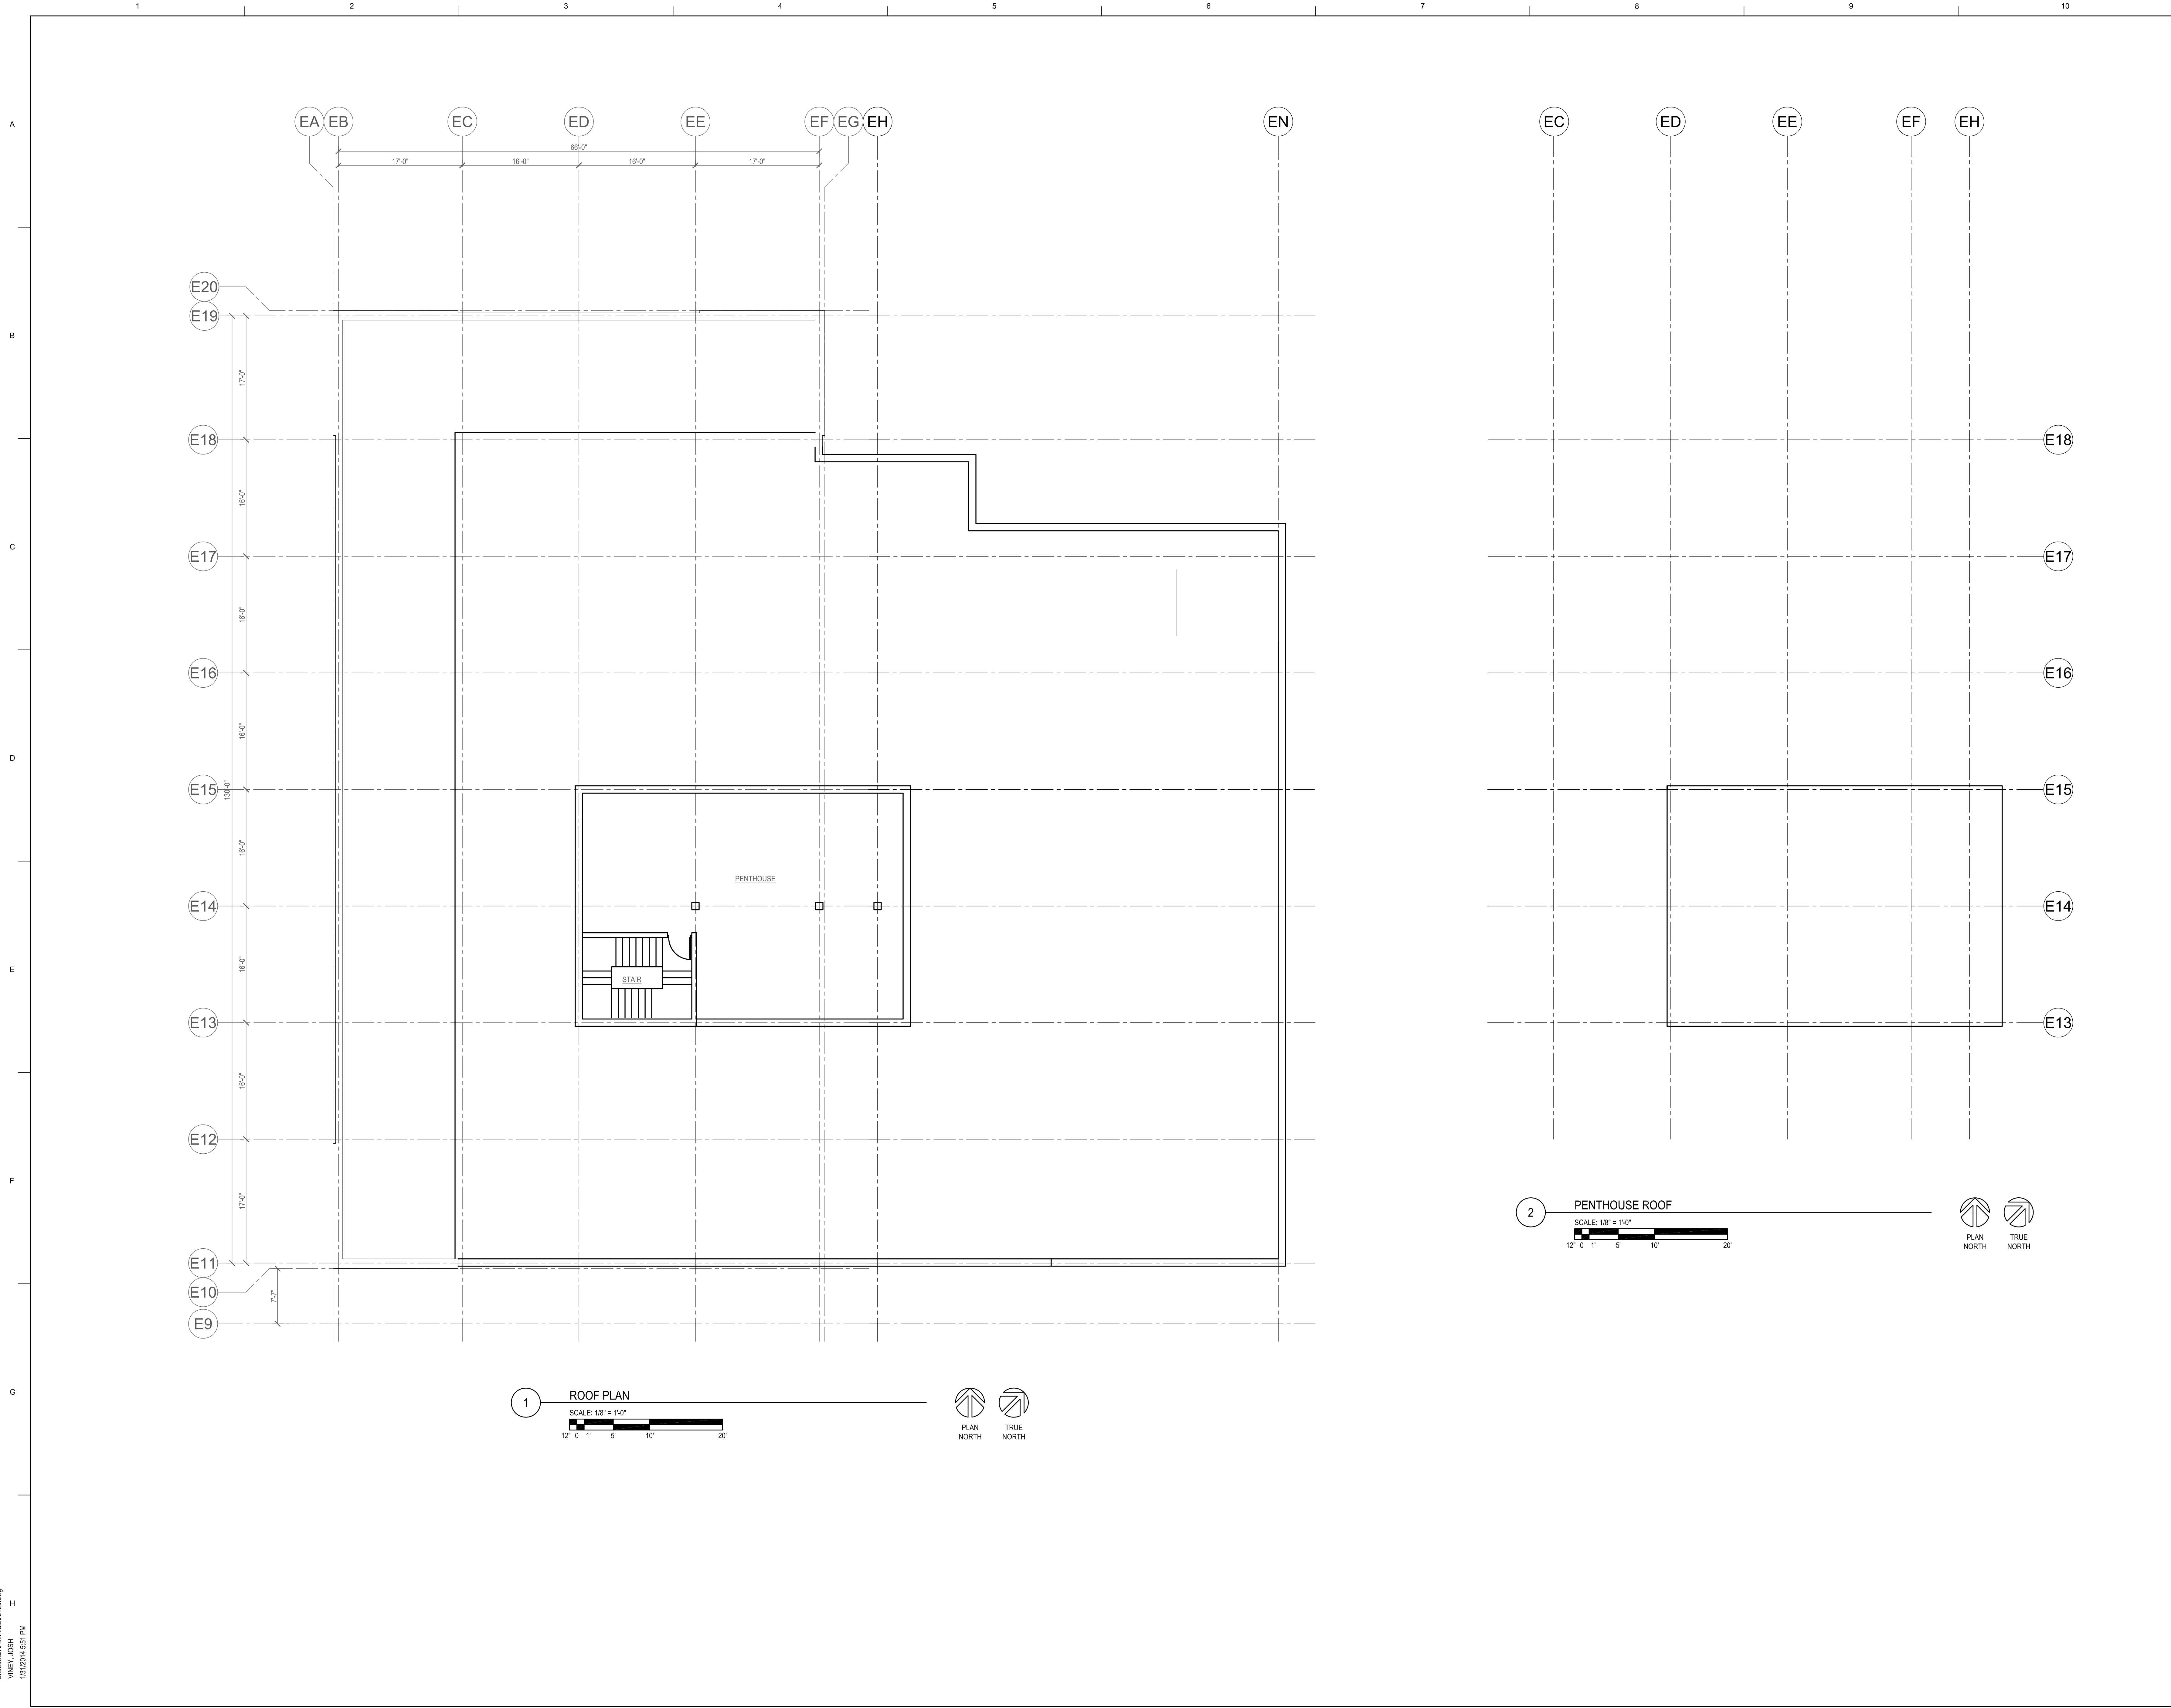 1 2 3 4 5 6 7 8 9 10
A
EA EB EC ED EE EF EG EH EN EC ED EE EF EH
66'-0"
17'-0" 16'-0" 16'-0" 17'-0"
E20
E19
B
17'-0"
E18 E18
16'-0"
C
E17 E17
16'-0"
E16 E16
16'-0"
D
E15 E15
130'-0"
16'-0"
PENTHOUSE
E14 E14
16'-0"
E
STAIR
E13 E13
16'-0"
E12
F
17'-0"
2 PENTHOUSE ROOF
SCALE: 1/8" = 1'-0"
12" 0 1' 5' 10' 20'
PLAN
NORTH
TRUE
NORTH
E11
E10
7'-7"
E9
G
1 ROOF PLAN
SCALE: 1/8" = 1'-0"
12" 0 1' 5' 10' 20'
PLAN
NORTH
TRUE
NORTH
H
VINEY, JOSH
1/31/2014 5:51 PM